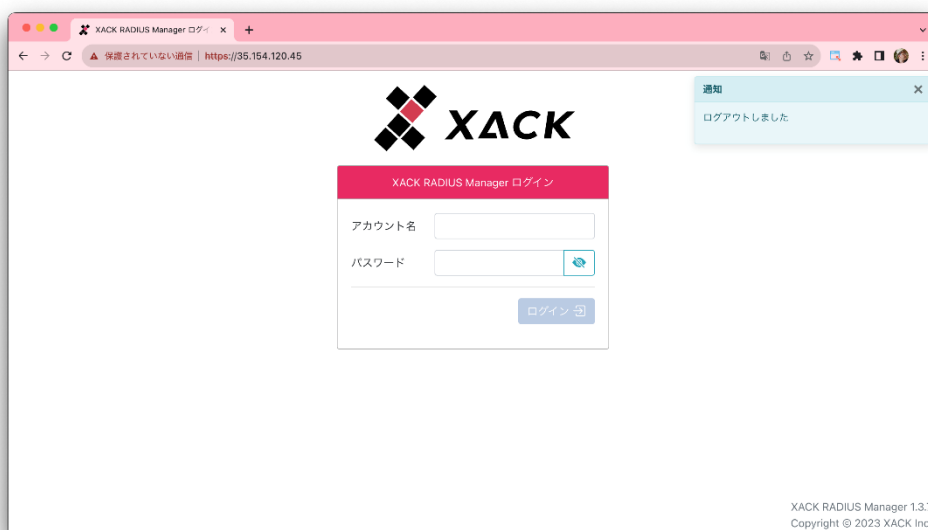 XACK RADIUS Manager ログイ
保護されていない通信 | https://35.154.120.45
通知
ログアウトしました
XACK
XACK RADIUS Manager ログイン
アカウント名
パスワード
ログイン
XACK RADIUS Manager 1.3.7
Copyright © 2023 XACK Inc